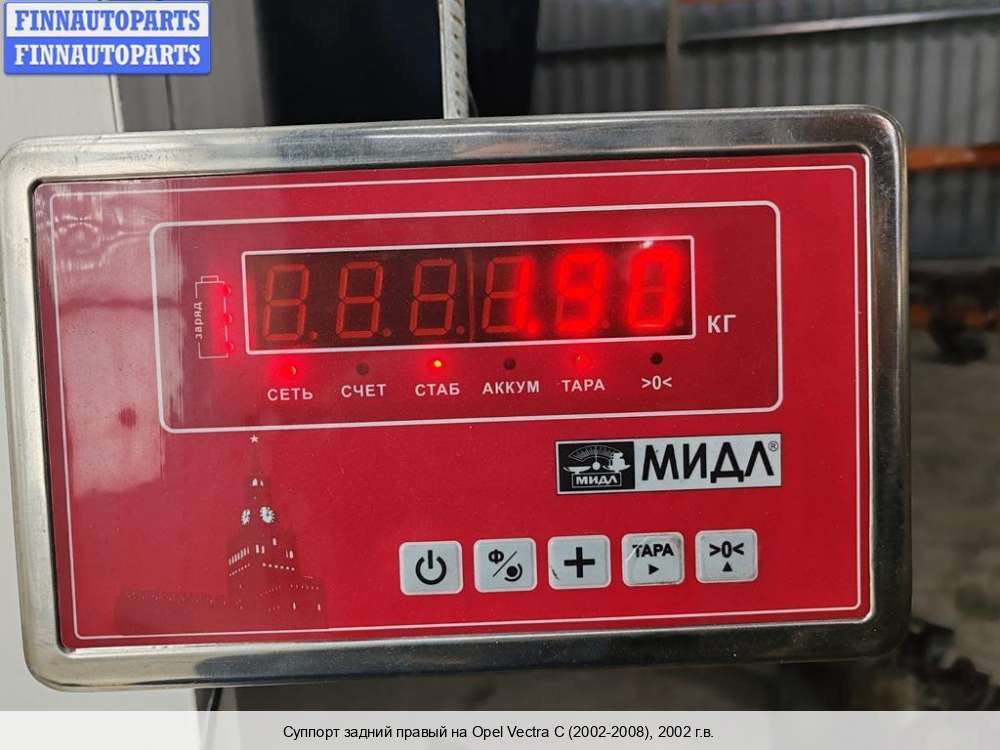 FINNAUTOPARTS
FINNAUTOPARTS
заряд
1.90
КГ
СЕТЬ СЧЕТ СТАБ АККУМ ТАРА >0<
МИДЛ МИДЛ®
Ф ТАРА >0<
Суппорт задний правый на Opel Vectra C (2002-2008), 2002 г.в.